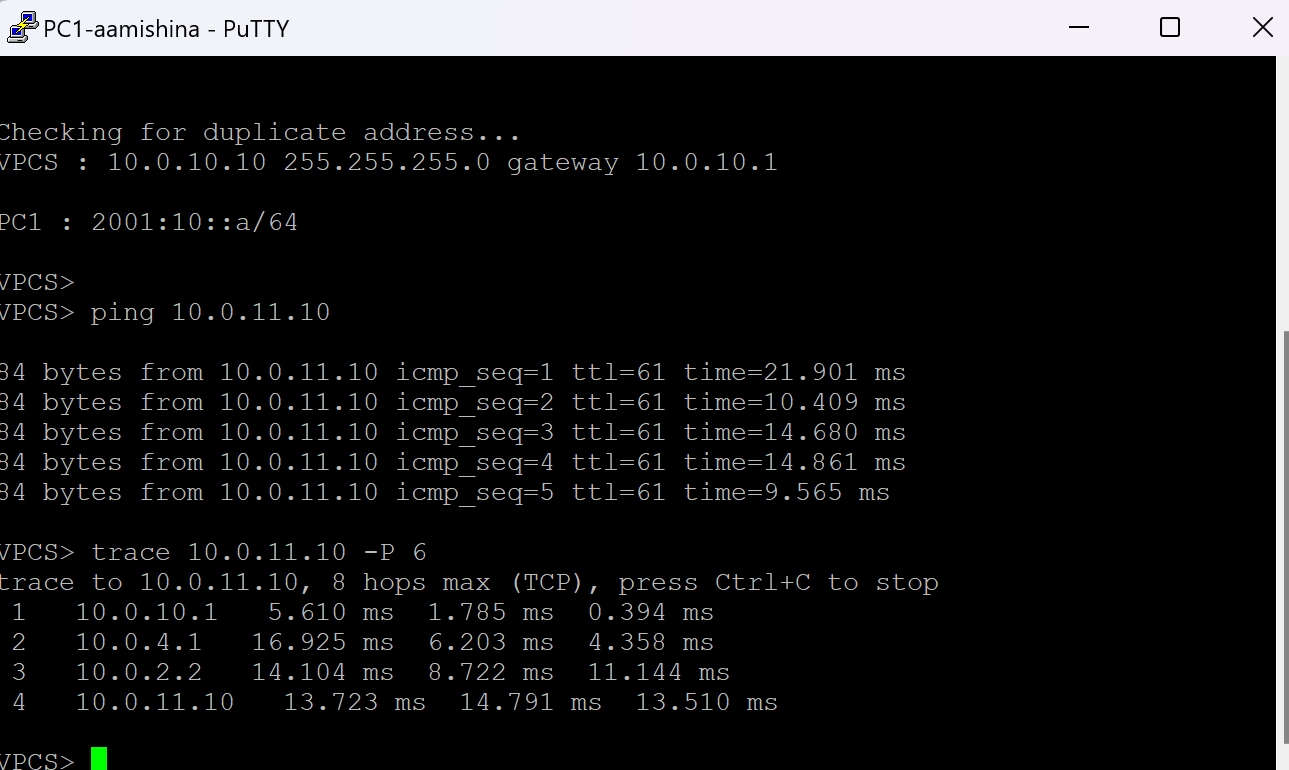 PC1-aamishina - PuTTY
Checking for duplicate address...
VPCS : 10.0.10.10 255.255.255.0 gateway 10.0.10.1
PC1 : 2001:10::a/64
VPCS>
VPCS> ping 10.0.11.10
84 bytes from 10.0.11.10 icmp_seq=1 ttl=61 time=21.901 ms
84 bytes from 10.0.11.10 icmp_seq=2 ttl=61 time=10.409 ms
84 bytes from 10.0.11.10 icmp_seq=3 ttl=61 time=14.680 ms
84 bytes from 10.0.11.10 icmp_seq=4 ttl=61 time=14.861 ms
84 bytes from 10.0.11.10 icmp_seq=5 ttl=61 time=9.565 ms
VPCS> trace 10.0.11.10 -P 6
trace to 10.0.11.10, 8 hops max (TCP), press Ctrl+C to stop
1 10.0.10.1 5.610 ms 1.785 ms 0.394 ms
2 10.0.4.1 16.925 ms 6.203 ms 4.358 ms
3 10.0.2.2 14.104 ms 8.722 ms 11.144 ms
4 10.0.11.10 13.723 ms 14.791 ms 13.510 ms
VPCS>